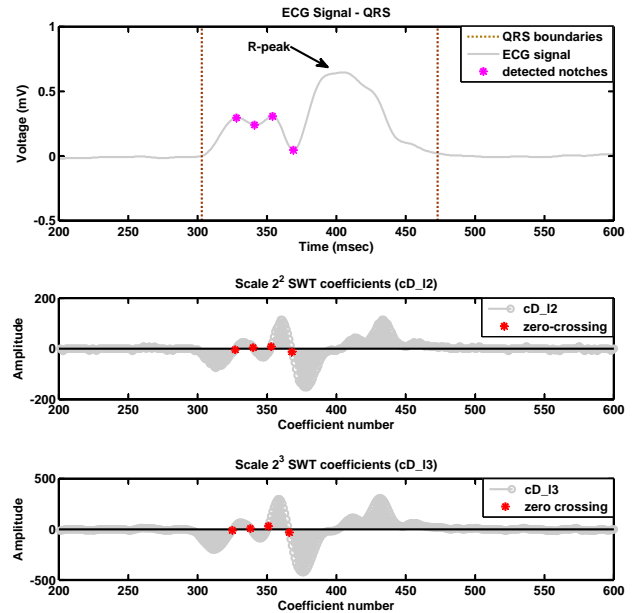 ECG Signal - QRS
R-peak
QRS boundaries
ECG signal
detected notches
Voltage (mV)
1
0.5
0
-0.5
200 250 300 350 400 450 500 550 600
Time (msec)
Scale 2² SWT coefficients (cD_l2)
cD_l2
zero-crossing
Amplitude
200
0
-200
200 250 300 350 400 450 500 550 600
Coefficient number
Scale 2³ SWT coefficients (cD_l3)
cD_l3
zero crossing
Amplitude
500
0
-500
200 250 300 350 400 450 500 550 600
Coefficient number